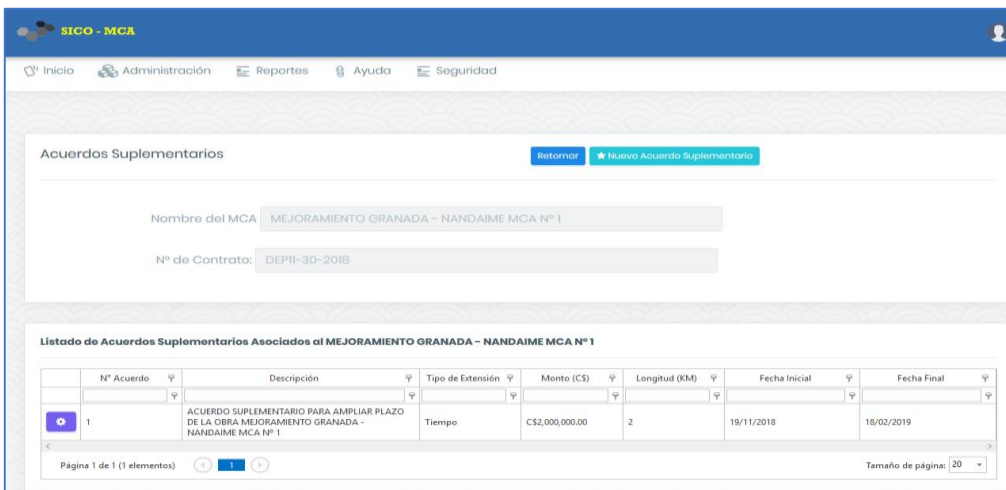 SICO - MCA
Inicio Administración Reportes Ayuda Seguridad
Acuerdos Suplementarios Retornar Nuevo Acuerdo Suplementario
Nombre del MCA MEJORAMIENTO GRANADA - NANDAIME MCA Nº 1
Nº de Contrato: DEP11-30-2018
Listado de Acuerdos Suplementarios Asociados al MEJORAMIENTO GRANADA - NANDAIME MCA Nº 1
N° Acuerdo Descripción Tipo de Extensión Monto (C$) Longitud (KM) Fecha Inicial Fecha Final
1 ACUERDO SUPLEMENTARIO PARA AMPLIAR PLAZO DE LA OBRA MEJORAMIENTO GRANADA - NANDAIME MCA Nº 1 Tiempo C$2,000,000.00 2 19/11/2018 18/02/2019
Página 1 de 1 (1 elementos) 1 Tamaño de página: 20